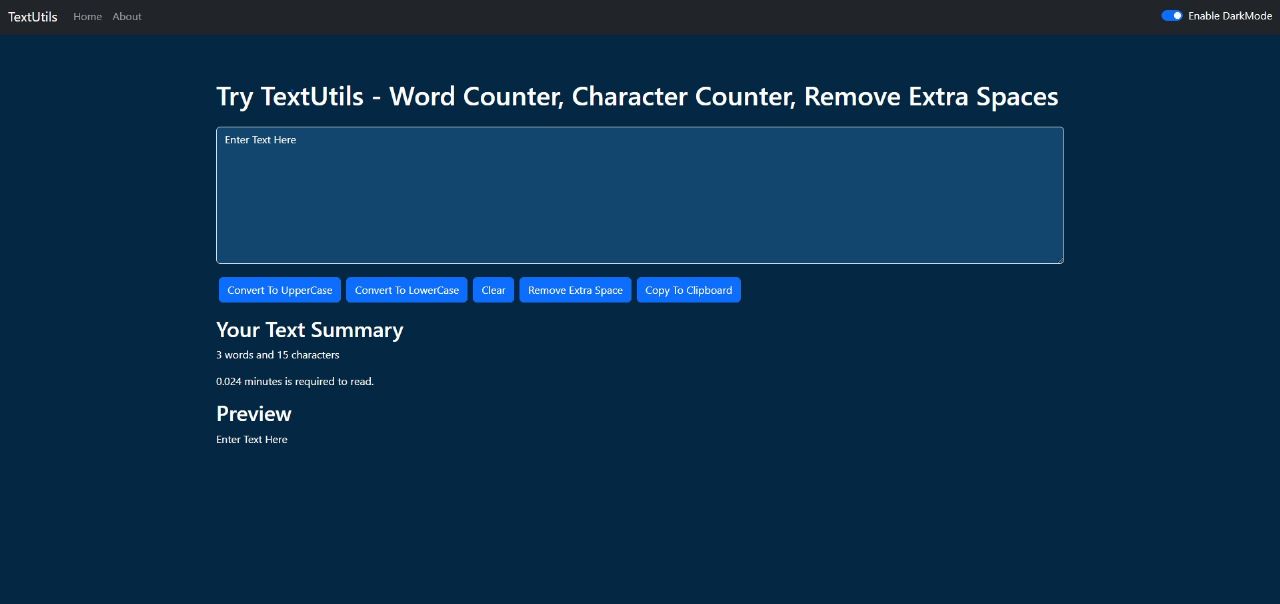 TextUtils Home About Enable DarkMode
Try TextUtils - Word Counter, Character Counter, Remove Extra Spaces
Enter Text Here
Convert To UpperCase Convert To LowerCase Clear Remove Extra Space Copy To Clipboard
Your Text Summary
3 words and 15 characters
0.024 minutes is required to read.
Preview
Enter Text Here